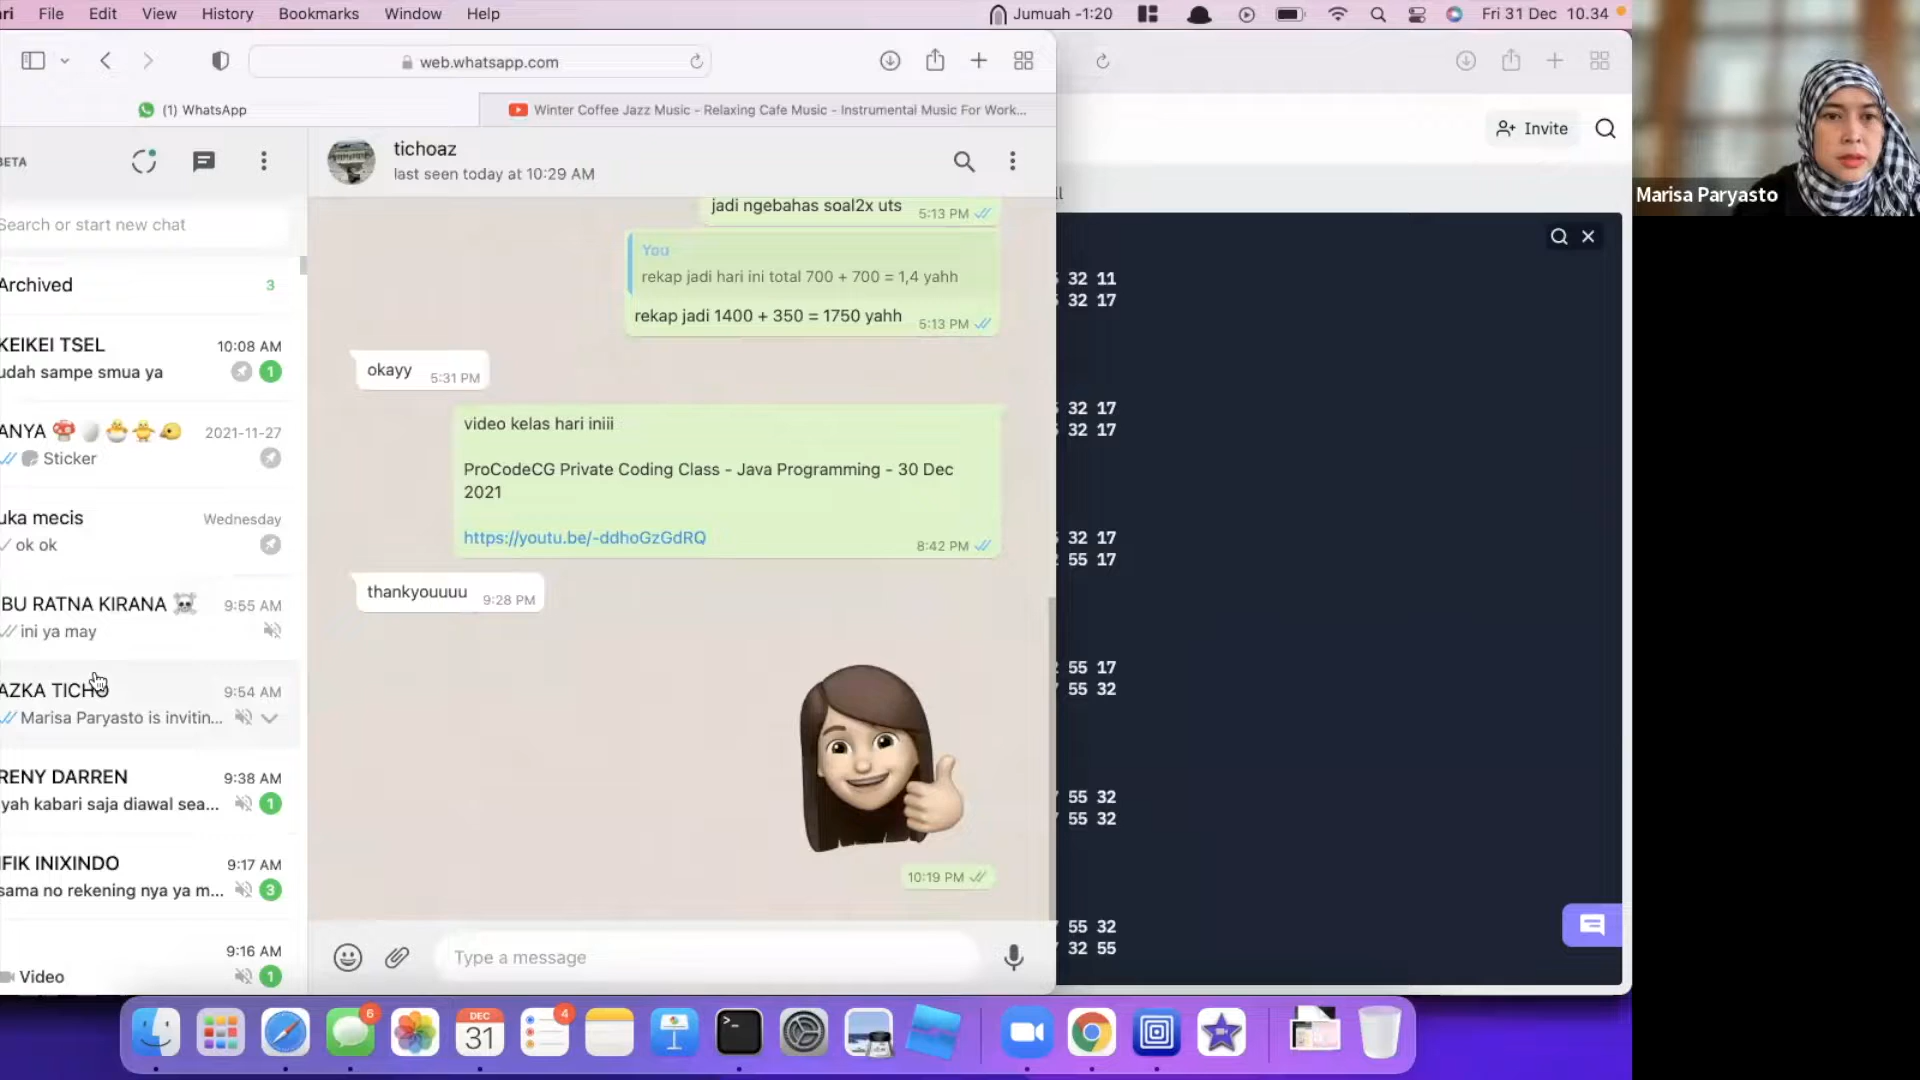 ri File Edit View History Bookmarks Window Help
Jumuah -1:20 Fri 31 Dec 10.34
web.whatsapp.com
(1) WhatsApp
Winter Coffee Jazz Music - Relaxing Cafe Music - Instrumental Music For Work...
BETA
tichoaz
last seen today at 10:29 AM
Search or start new chat
Archived 3
KEIKEI TSEL 10:08 AM
udah sampe smua ya 1
ANYA 2021-11-27
Sticker
uka mecis Wednesday
ok ok
BU RATNA KIRANA 9:55 AM
ini ya may
AZKA TICHO 9:54 AM
Marisa Paryasto is invitin...
RENY DARREN 9:38 AM
yah kabari saja diawal sea... 1
IFIK INIXINDO 9:17 AM
sama no rekening nya ya m... 3
9:16 AM
Video 1
jadi ngebahas soal2x uts 5:13 PM
You
rekap jadi hari ini total 700 + 700 = 1,4 yahh
rekap jadi 1400 + 350 = 1750 yahh 5:13 PM
okayy 5:31 PM
video kelas hari iniii
ProCodeCG Private Coding Class - Java Programming - 30 Dec
2021
https://youtu.be/-ddhoGzGdRQ
8:42 PM
thankyouuuu 9:28 PM
10:19 PM
Type a message
Invite
32 11
32 17
32 17
32 17
32 17
55 17
55 17
55 32
55 32
55 32
55 32
32 55
Marisa Paryasto
6
DEC
31
4